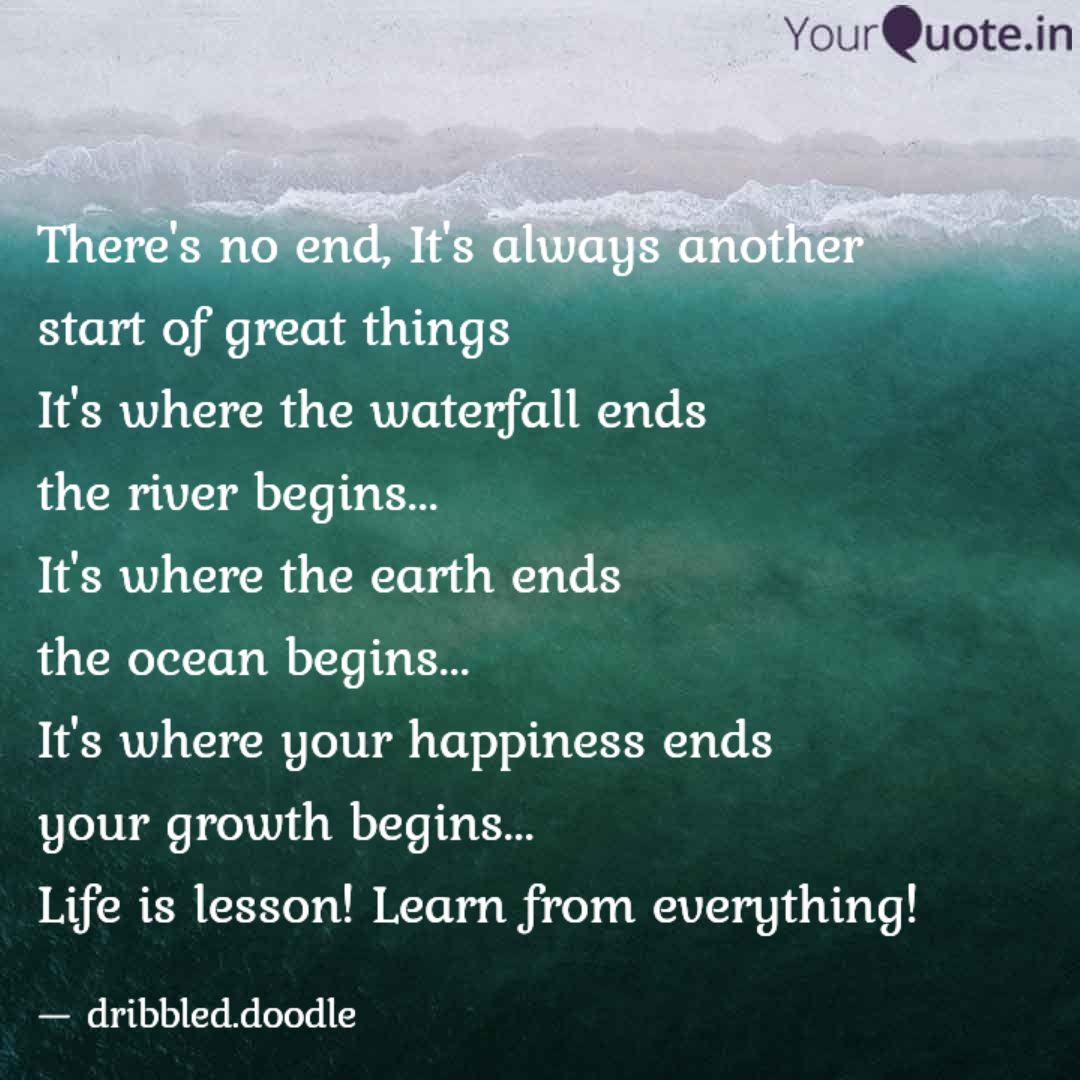 YourQuote.in
There's no end, It's always another
start of great things
It's where the waterfall ends
the river begins...
It's where the earth ends
the ocean begins...
It's where your happiness ends
your growth begins...
Life is lesson! Learn from everything!
— dribbled.doodle